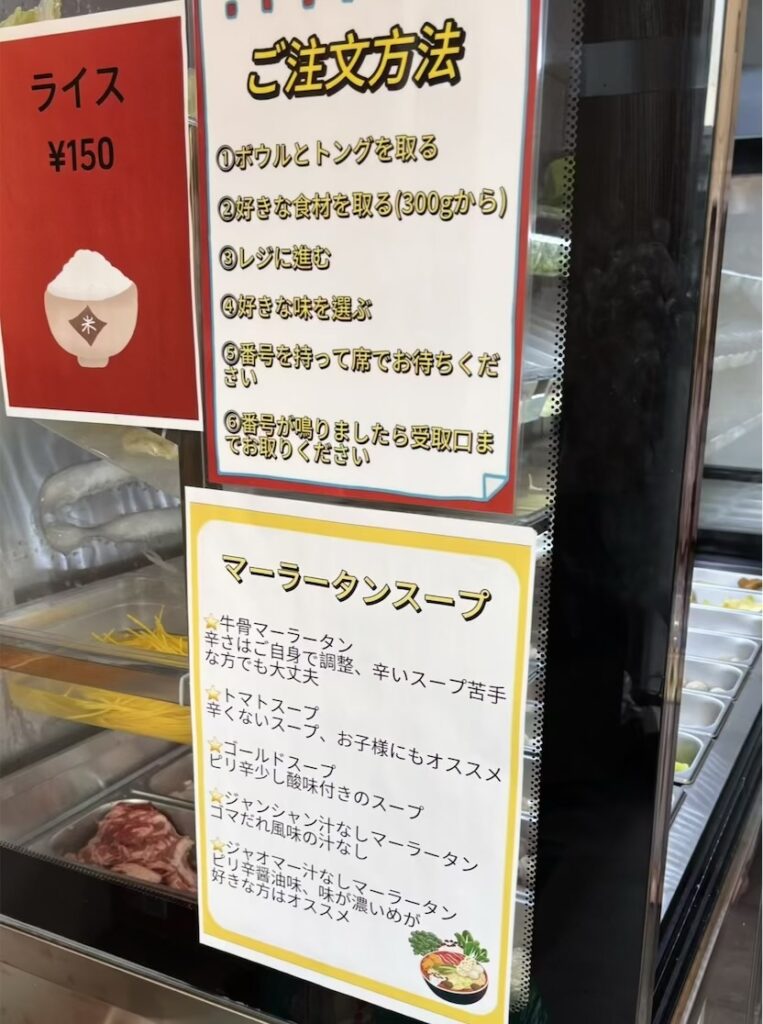 ライス
¥150
米
ご注文方法
①ボウルとトングを取る
②好きな食材を取る(300gから)
③レジに進む
④好きな味を選ぶ
⑤番号を持って席でお待ちくだ
さい
⑥番号が鳴りましたら受取口ま
でお取りください
マーラータンスープ
⭐牛骨マーラータン
辛さはご自身で調整、辛いスープ苦手
な方でも大丈夫
⭐トマトスープ
辛くないスープ、お子様にもオススメ
⭐ゴールドスープ
ピリ辛少し酸味付きのスープ
⭐ジャンシャン汁なしマーラータン
ゴマだれ風味の汁なし
⭐ジャオマー汁なしマーラータン
ピリ辛醤油味、味が濃いめが
好きな方はオススメ